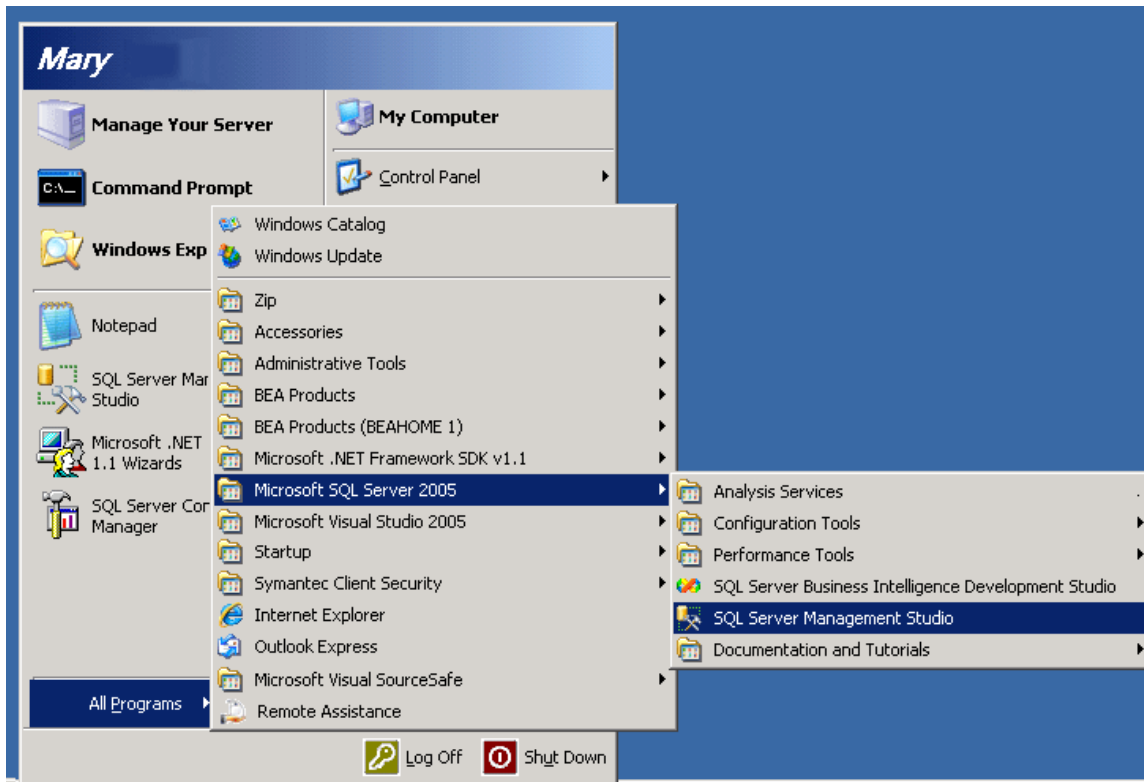 Mary
Manage Your Server
Command Prompt
Windows Exp
Notepad
SQL Server Mar
Studio
Microsoft .NET
1.1 Wizards
SQL Server Cor
Manager
All Programs
My Computer
Control Panel
Windows Catalog
Windows Update
Zip
Accessories
Administrative Tools
BEA Products
BEA Products (BEAHOME 1)
Microsoft .NET Framework SDK v1.1
Microsoft SQL Server 2005
Microsoft Visual Studio 2005
Startup
Symantec Client Security
Internet Explorer
Outlook Express
Microsoft Visual SourceSafe
Remote Assistance
Analysis Services
Configuration Tools
Performance Tools
SQL Server Business Intelligence Development Studio
SQL Server Management Studio
Documentation and Tutorials
Log Off
Shut Down
C:\_